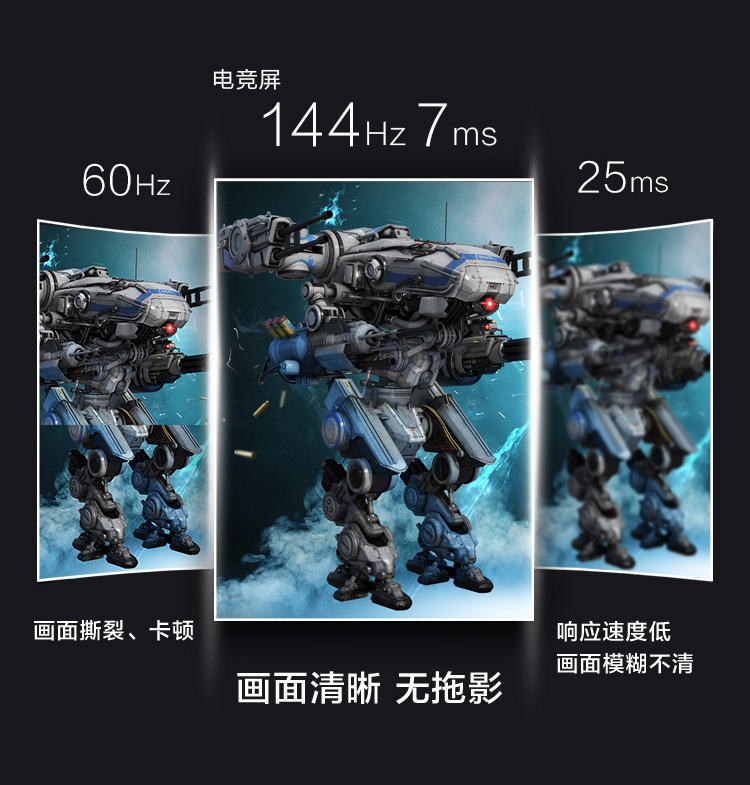 电竞屏
144Hz 7ms
60Hz
25ms
画面撕裂、卡顿
响应速度低
画面模糊不清
画面清晰 无拖影